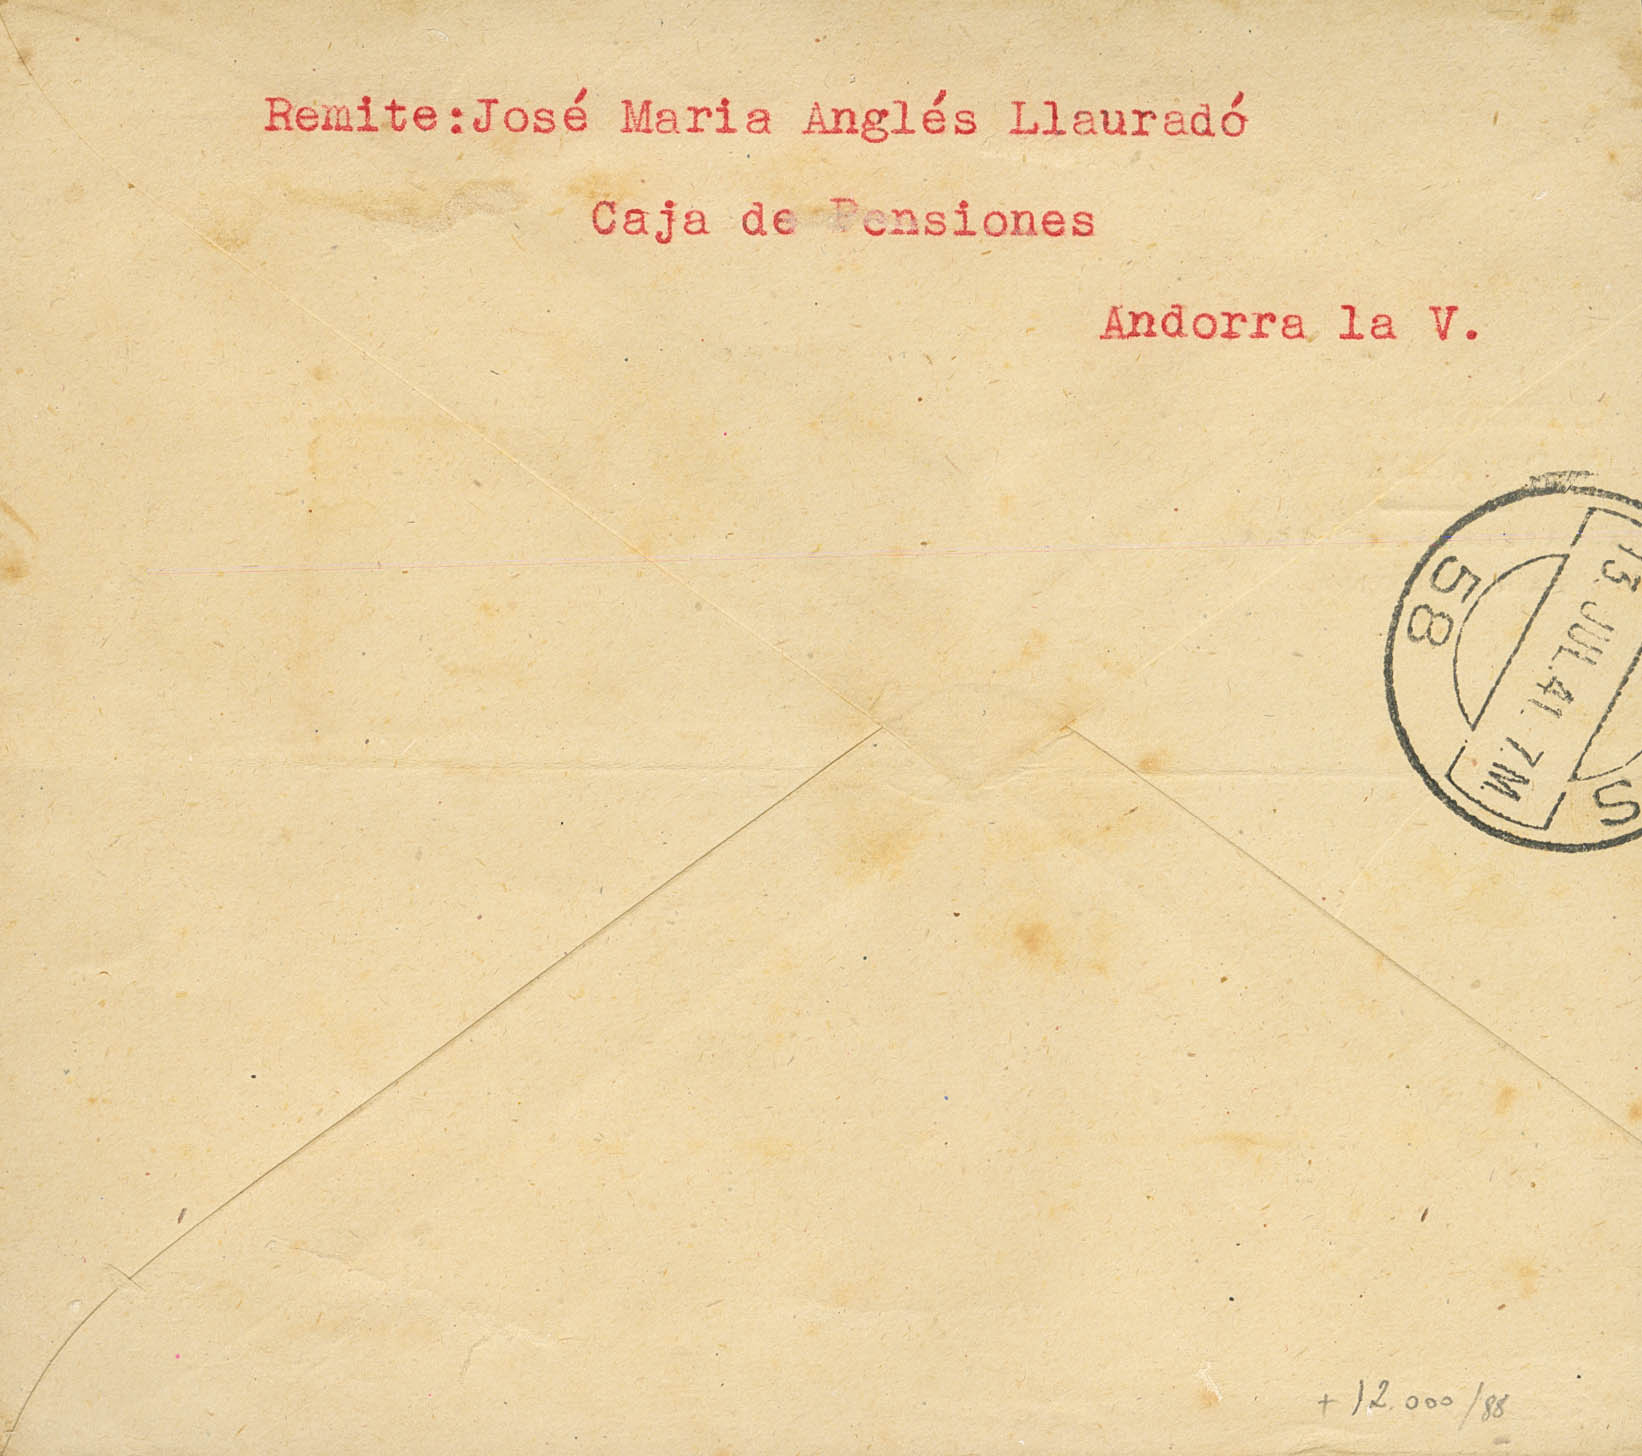 Remite:José Maria Anglés Llauradó
Caja de Pensiones
Andorra la V.
58
13.JUL.41.7M
S
+ 12.000/88